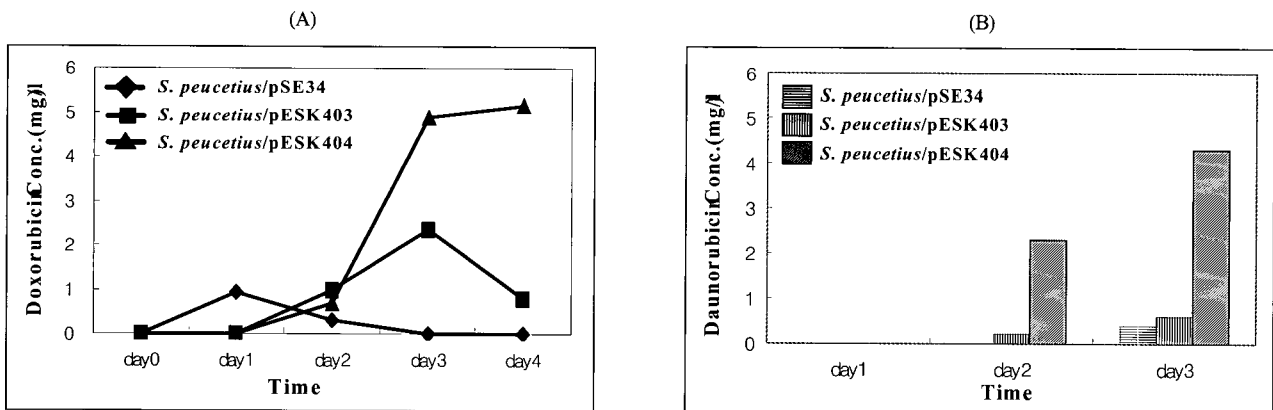 (A)
Doxorubicin Conc.(mg/l)
6
5
4
3
2
1
0
S. peucetius/pSE34
S. peucetius/pESK403
S. peucetius/pESK404
day0 day1 day2 day3 day4
Time
(B)
Daunorubicin Conc.(mg/l)
6
5
4
3
2
1
0
S. peucetius/pSE34
S. peucetius/pESK403
S. peucetius/pESK404
day1 day2 day3
Time